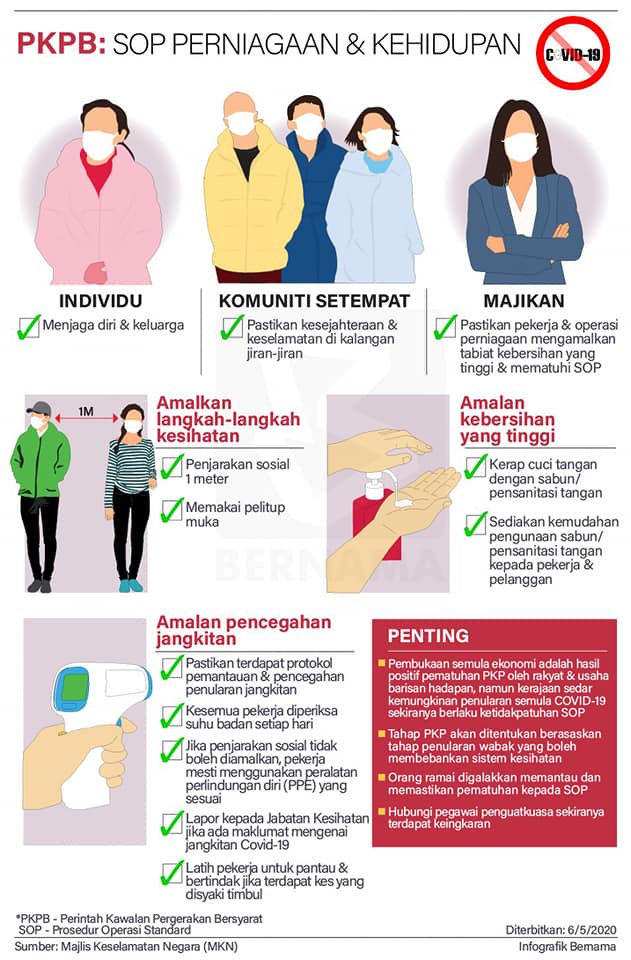 PKPB: SOP PERNIAGAAN & KEHIDUPAN
COVID-19
INDIVIDU
Menjaga diri & keluarga
KOMUNITI SETEMPAT
Pastikan kesejahteraan &
keselamatan di kalangan
jiran-jiran
MAJIKAN
Pastikan pekerja & operasi
perniagaan mengamalkan
tabiat kebersihan yang
tinggi & mematuhi SOP
1M
Amalkan
langkah-langkah
kesihatan
Penjarakan sosial
1 meter
Memakai pelitup
muka
Amalan
kebersihan
yang tinggi
Kerap cuci tangan
dengan sabun/
pensanitasi tangan
Sediakan kemudahan
pengunaan sabun/
pensanitasi tangan
kepada pekerja &
pelanggan
BERNAMA
Amalan pencegahan
jangkitan
Pastikan terdapat protokol
pemantauan & pencegahan
penularan jangkitan
Kesemua pekerja diperiksa
suhu badan setiap hari
Jika penjarakan sosial tidak
boleh diamalkan, pekerja
mesti menggunakan peralatan
perlindungan diri (PPE) yang
sesuai
Lapor kepada Jabatan Kesihatan
jika ada maklumat mengenai
jangkitan Covid-19
Latih pekerja untuk pantau &
bertindak jika terdapat kes yang
disyaki timbul
PENTING
Pembukaan semula ekonomi adalah hasil
positif pematuhan PKP oleh rakyat & usaha
barisan hadapan, namun kerajaan sedar
kemungkinan penularan semula COVID-19
sekiranya berlaku ketidakpatuhan SOP
Tahap PKP akan ditentukan berasaskan
tahap penularan wabak yang boleh
membebankan sistem kesihatan
Orang ramai digalakkan memantau dan
memastikan pematuhan kepada SOP
Hubungi pegawai penguatkuasa sekiranya
terdapat keingkaran
*PKPB - Perintah Kawalan Pergerakan Bersyarat
SOP - Prosedur Operasi Standard
Diterbitkan: 6/5/2020
Sumber: Majlis Keselamatan Negara (MKN)
Infografik Bernama